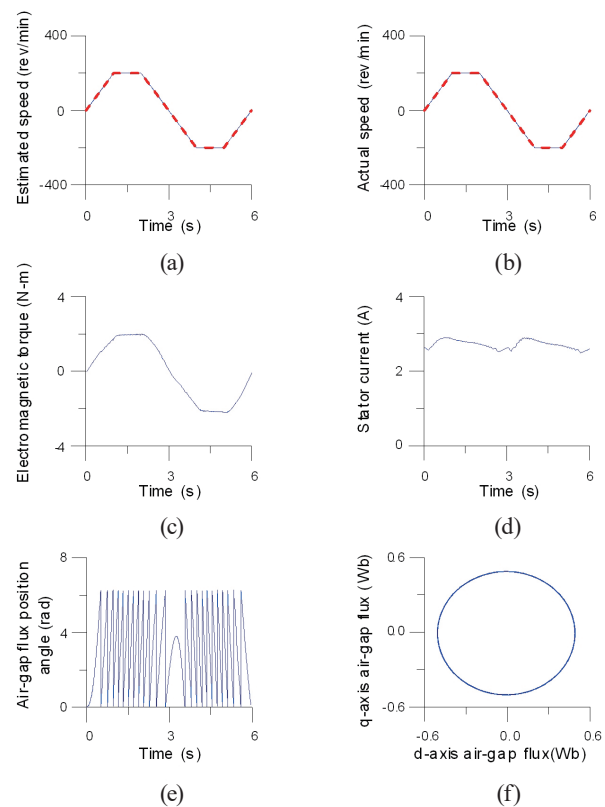 Estimated speed (rev/min)
400
0
-400
0
3
6
Time (s)
(a)
Actual speed (rev/min)
400
0
-400
0
3
6
Time (s)
(b)
Electromagnetic torque (N-m)
4
0
-4
0
3
6
Time (s)
(c)
Stator current (A)
4
2
0
0
3
6
Time (s)
(d)
Air-gap flux position
angle (rad)
8
4
0
0
3
6
Time (s)
(e)
q-axis air-gap flux (Wb)
0.6
0.0
-0.6
-0.6
0.0
0.6
d-axis air-gap flux(Wb)
(f)